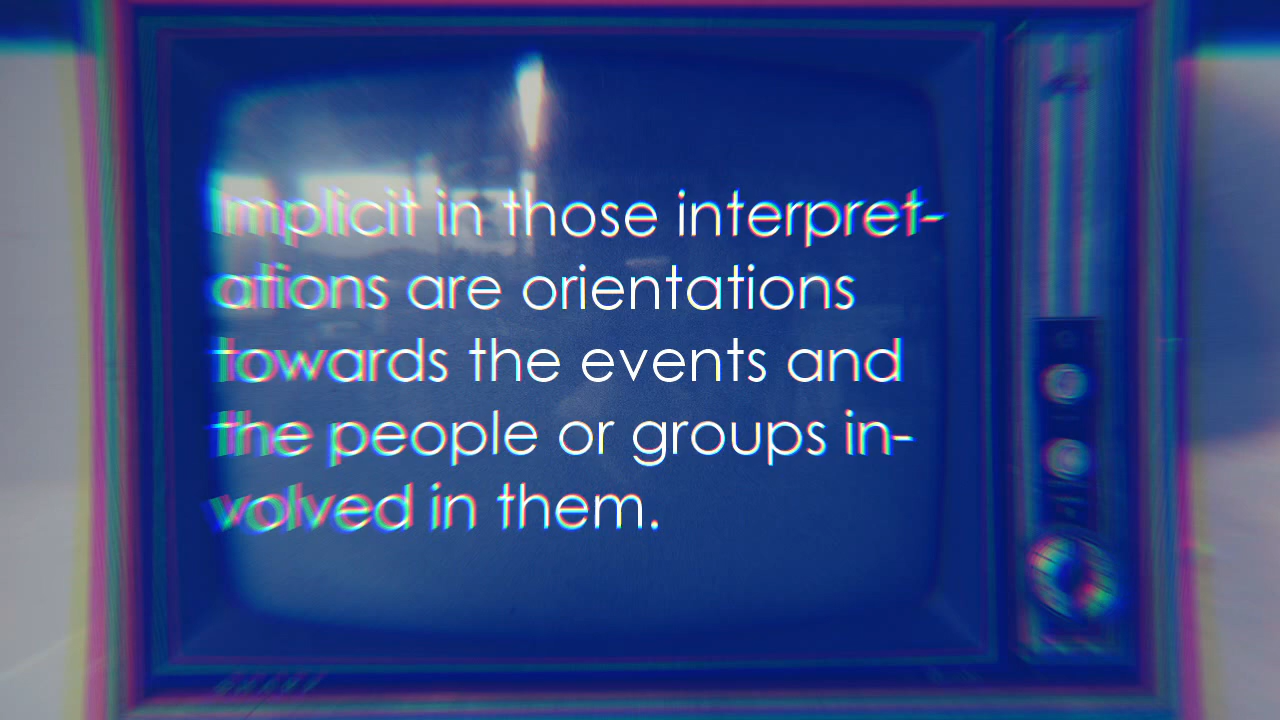 Implicit in those interpret-
ations are orientations
towards the events and
the people or groups in-
volved in them.